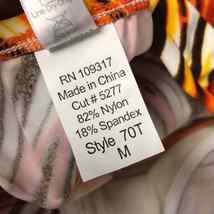 RN 109317
Made in China
Cut # 5277
82% Nylon
18% Spandex
Style 70T
M